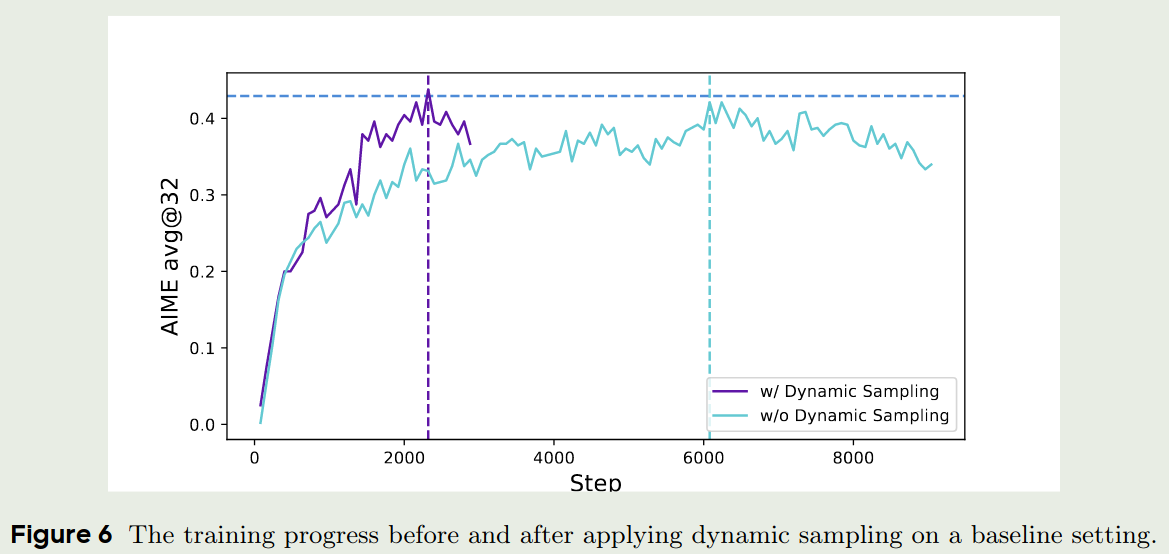 AIME avg@32
0.4
0.3
0.2
0.1
0.0
0 2000 4000 6000 8000
Step
w/ Dynamic Sampling
w/o Dynamic Sampling
Figure 6 The training progress before and after applying dynamic sampling on a baseline setting.